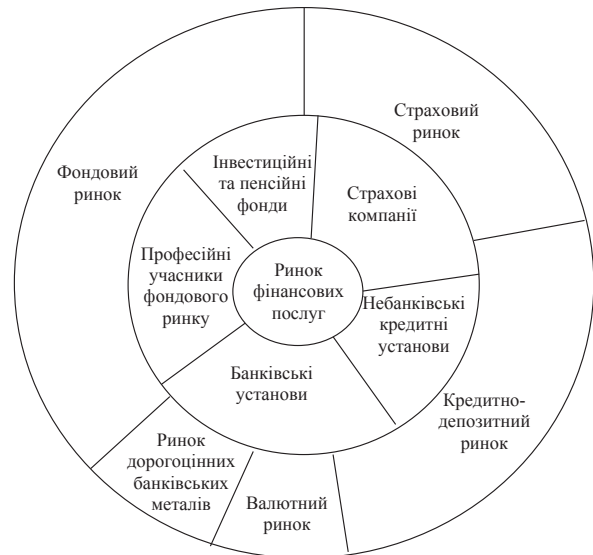 Страховий
ринок
Фондовий
ринок
Інвестиційні
та пенсійні
фонди
Страхові
компанії
Професійні
учасники
фондового
ринку
Ринок
фінансових
послуг
Небанківські
кредитні
установи
Банківські
установи
Кредитно-
депозитний
ринок
Ринок
дорогоцінних
банківських
металів
Валютний
ринок